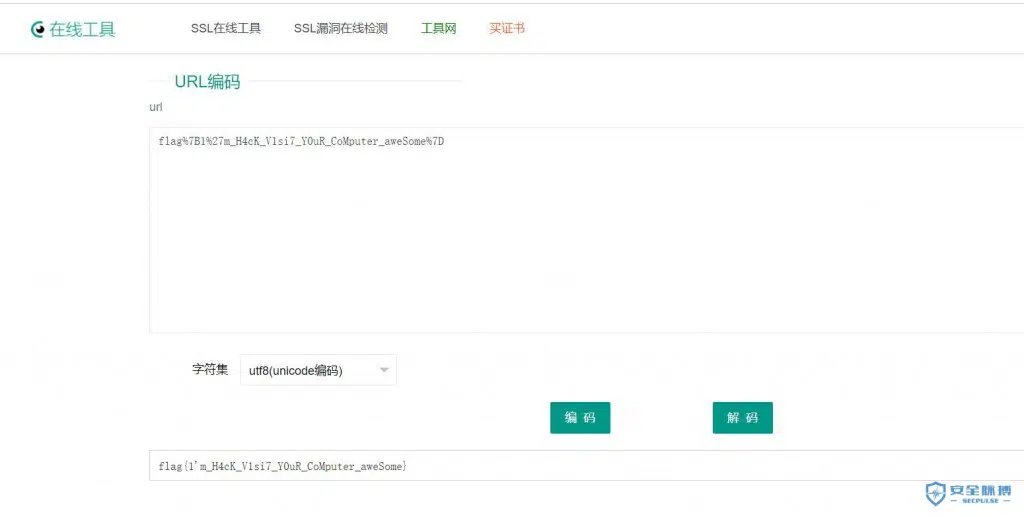 在线工具 SSL在线工具 SSL漏洞在线检测 工具网 买证书
URL编码
url
flag%7B1%27m_H4cK_V1si7_Y0uR_CoMputer_aweSome%7D
字符集 utf8(unicode编码)
编 码 解 码
flag{1'm_H4cK_V1si7_Y0uR_CoMputer_aweSome}
安全脉搏
SECPULSE